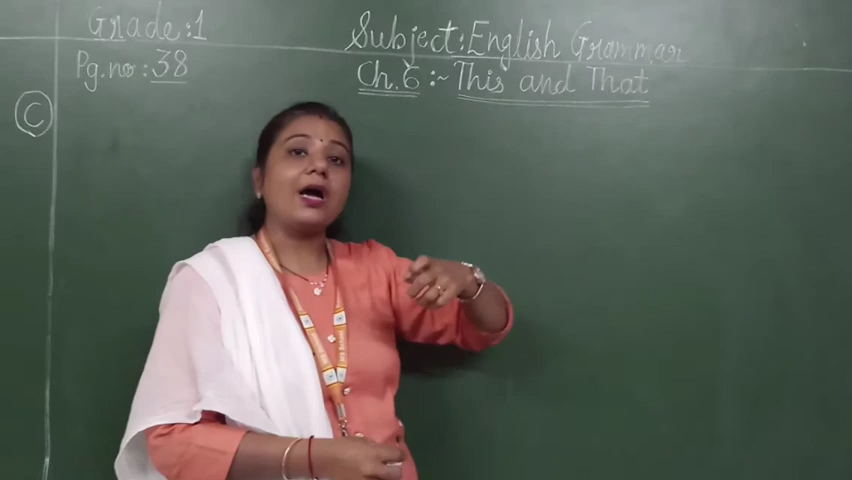 Grade:1
Subject:English Grammar
Pg.no:38
Ch.6:~ This and That
C